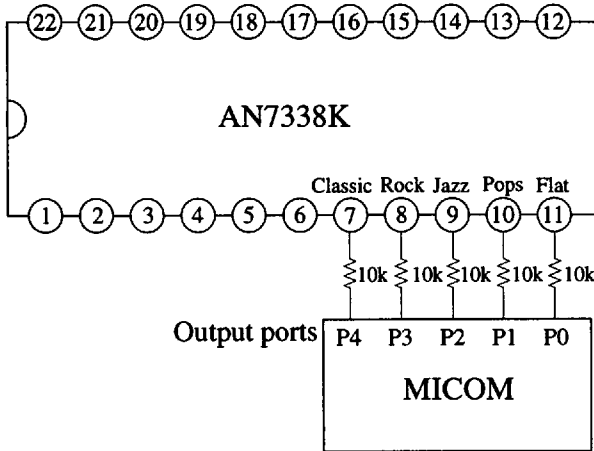 22 21 20 19 18 17 16 15 14 13 12
AN7338K
Classic Rock Jazz Pops Flat
1 2 3 4 5 6 7 8 9 10 11
10k 10k 10k 10k 10k
Output ports P4 P3 P2 P1 P0
MICOM